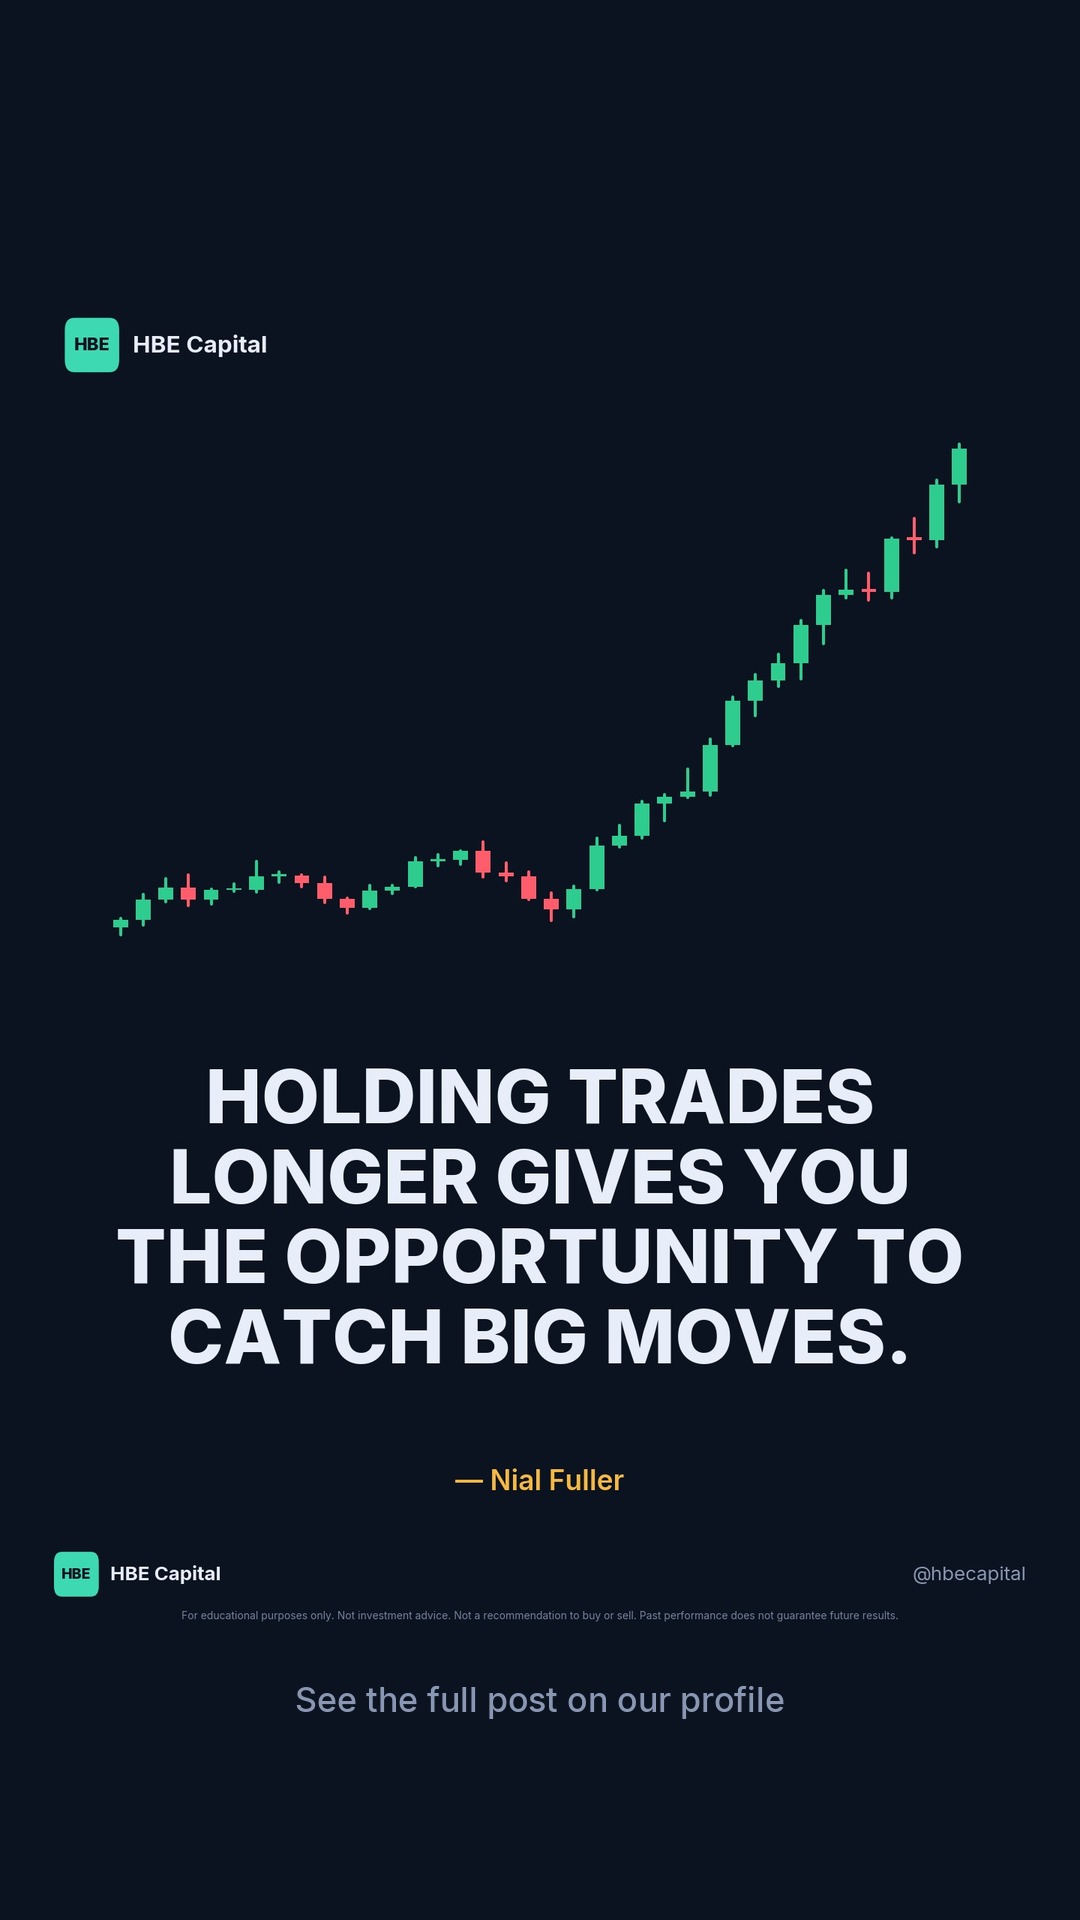 HBE
HBE Capital
HOLDING TRADES
LONGER GIVES YOU
THE OPPORTUNITY TO
CATCH BIG MOVES.
— Nial Fuller
HBE
HBE Capital
@hbecapital
For educational purposes only. Not investment advice. Not a recommendation to buy or sell. Past performance does not guarantee future results.
See the full post on our profile